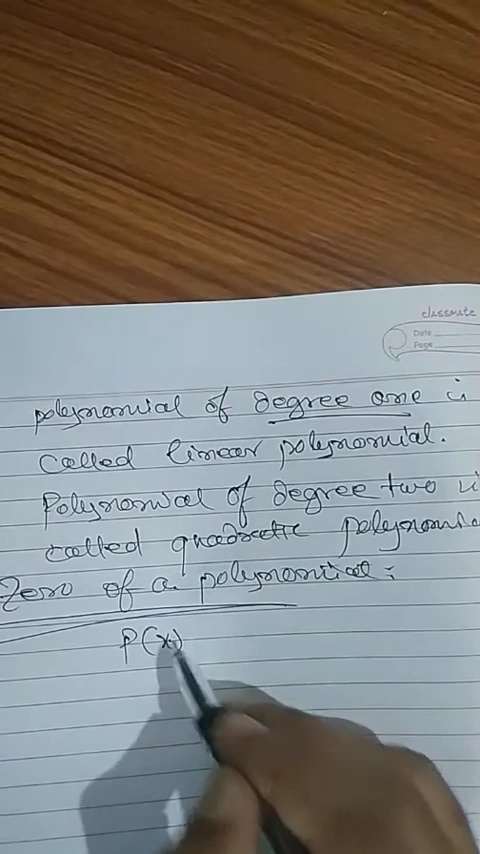 classmate
Date
Page
polynomial of degree one is
called linear polynomial.
Polynomial of degree two is
called quadratic polynomia
Zero of a polynomial:
P(x)